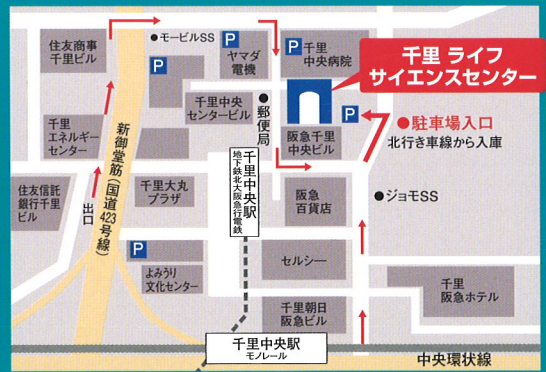 住友商事
千里ビル
●モービルSS
P
P
ヤマダ
電機
P
千里
中央病院
千里 ライフ
サイエンスセンター
P
千里中央
センタービル
●郵便局
P
●駐車場入口
北行き車線から入庫
千里
エネルギー
センター
新御堂筋(国道423号線)
阪急千里
中央ビル
千里中央駅
地下鉄北大阪急行電鉄
住友信託
銀行千里
ビル
出口
千里大丸
プラザ
阪急
百貨店
●ジョモSS
P
よみうり
文化センター
セルシー
千里
阪急ホテル
千里朝日
阪急ビル
千里中央駅
モノレール
中央環状線